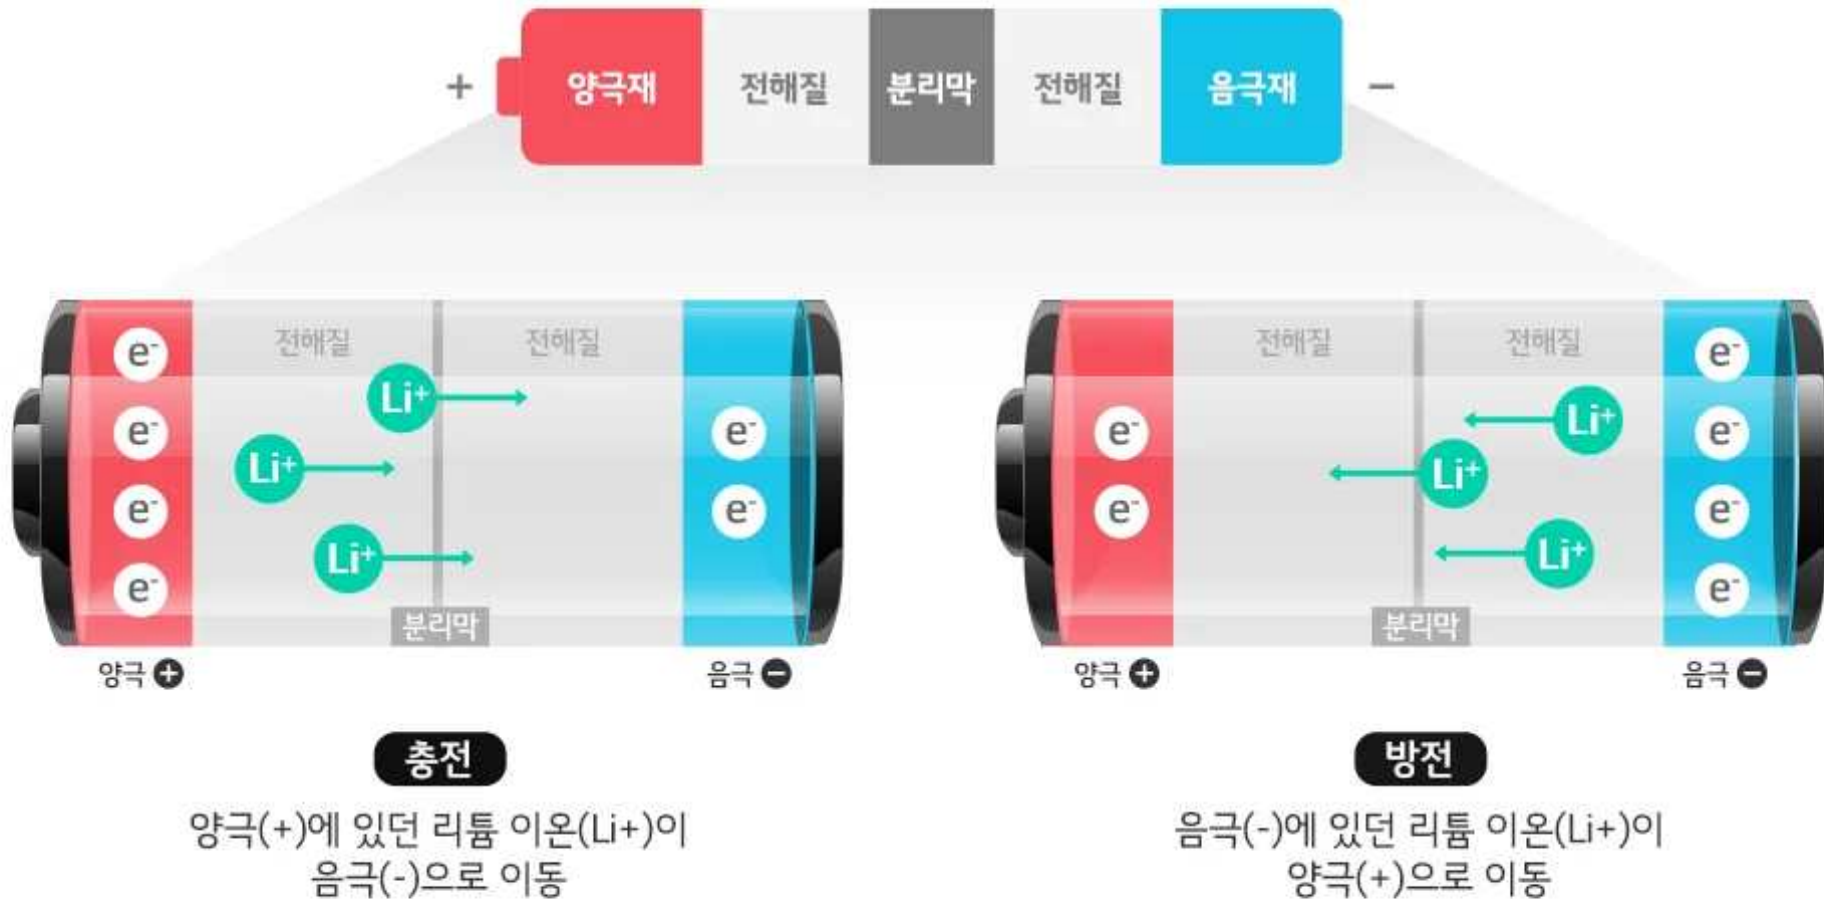 + 양극재 전해질 분리막 전해질 음극재 −
전해질 전해질
e⁻ e⁻ e⁻ e⁻
Li⁺ Li⁺ Li⁺
e⁻ e⁻
분리막
양극 + 음극 −
충전
양극(+)에 있던 리튬 이온(Li+)이
음극(-)으로 이동
전해질 전해질
e⁻ e⁻
Li⁺ Li⁺ Li⁺
e⁻ e⁻ e⁻ e⁻
분리막
양극 + 음극 −
방전
음극(-)에 있던 리튬 이온(Li+)이
양극(+)으로 이동